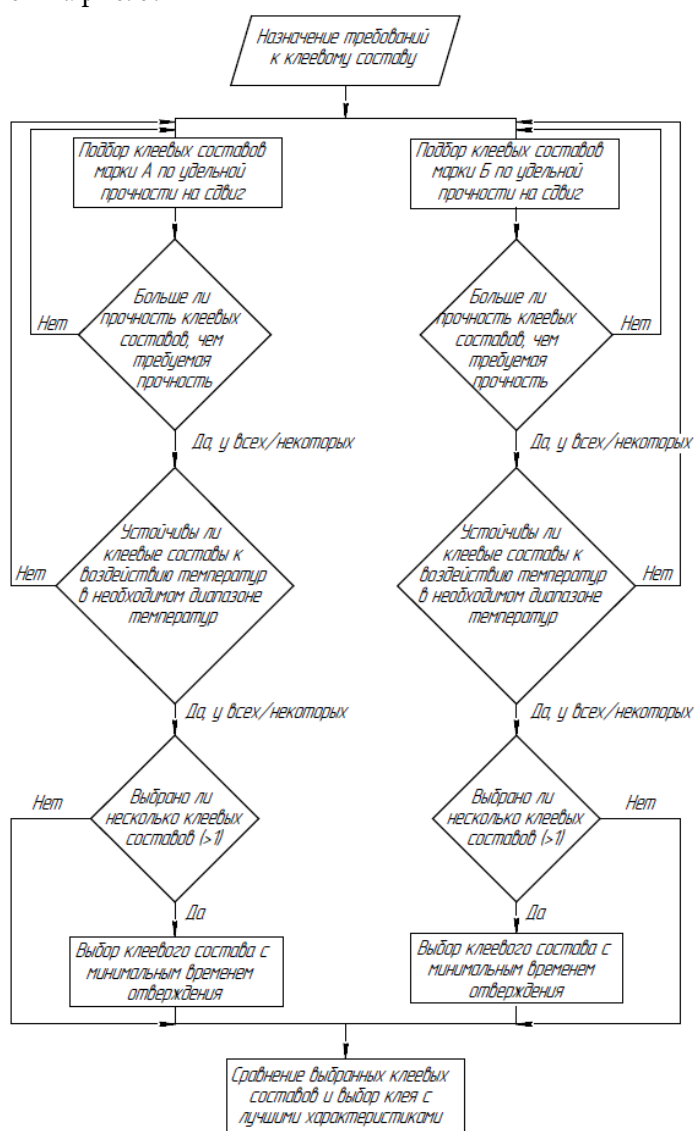 Назначение требований
к клеевому составу
Подбор клеевых составов
марки А по удельной
прочности на сдвиг
Подбор клеевых составов
марки Б по удельной
прочности на сдвиг
Больше ли
прочность клеевых
составов, чем
требуемая
прочность
Нет
Больше ли
прочность клеевых
составов, чем
требуемая
прочность
Нет
Да, у всех/некоторых
Да, у всех/некоторых
Устойчивы ли
клеевые составы к
воздействию температур
в необходимом диапазоне
температур
Нет
Устойчивы ли
клеевые составы к
воздействию температур
в необходимом диапазоне
температур
Нет
Да, у всех/некоторых
Да, у всех/некоторых
Нет
Выбрано ли
несколько клеевых
составов (>1)
Выбрано ли
несколько клеевых
составов (>1)
Нет
Да
Да
Выбор клеевого состава с
минимальным временем
отверждения
Выбор клеевого состава с
минимальным временем
отверждения
Сравнение выбранных клеевых
составов и выбор клея с
лучшими характеристиками